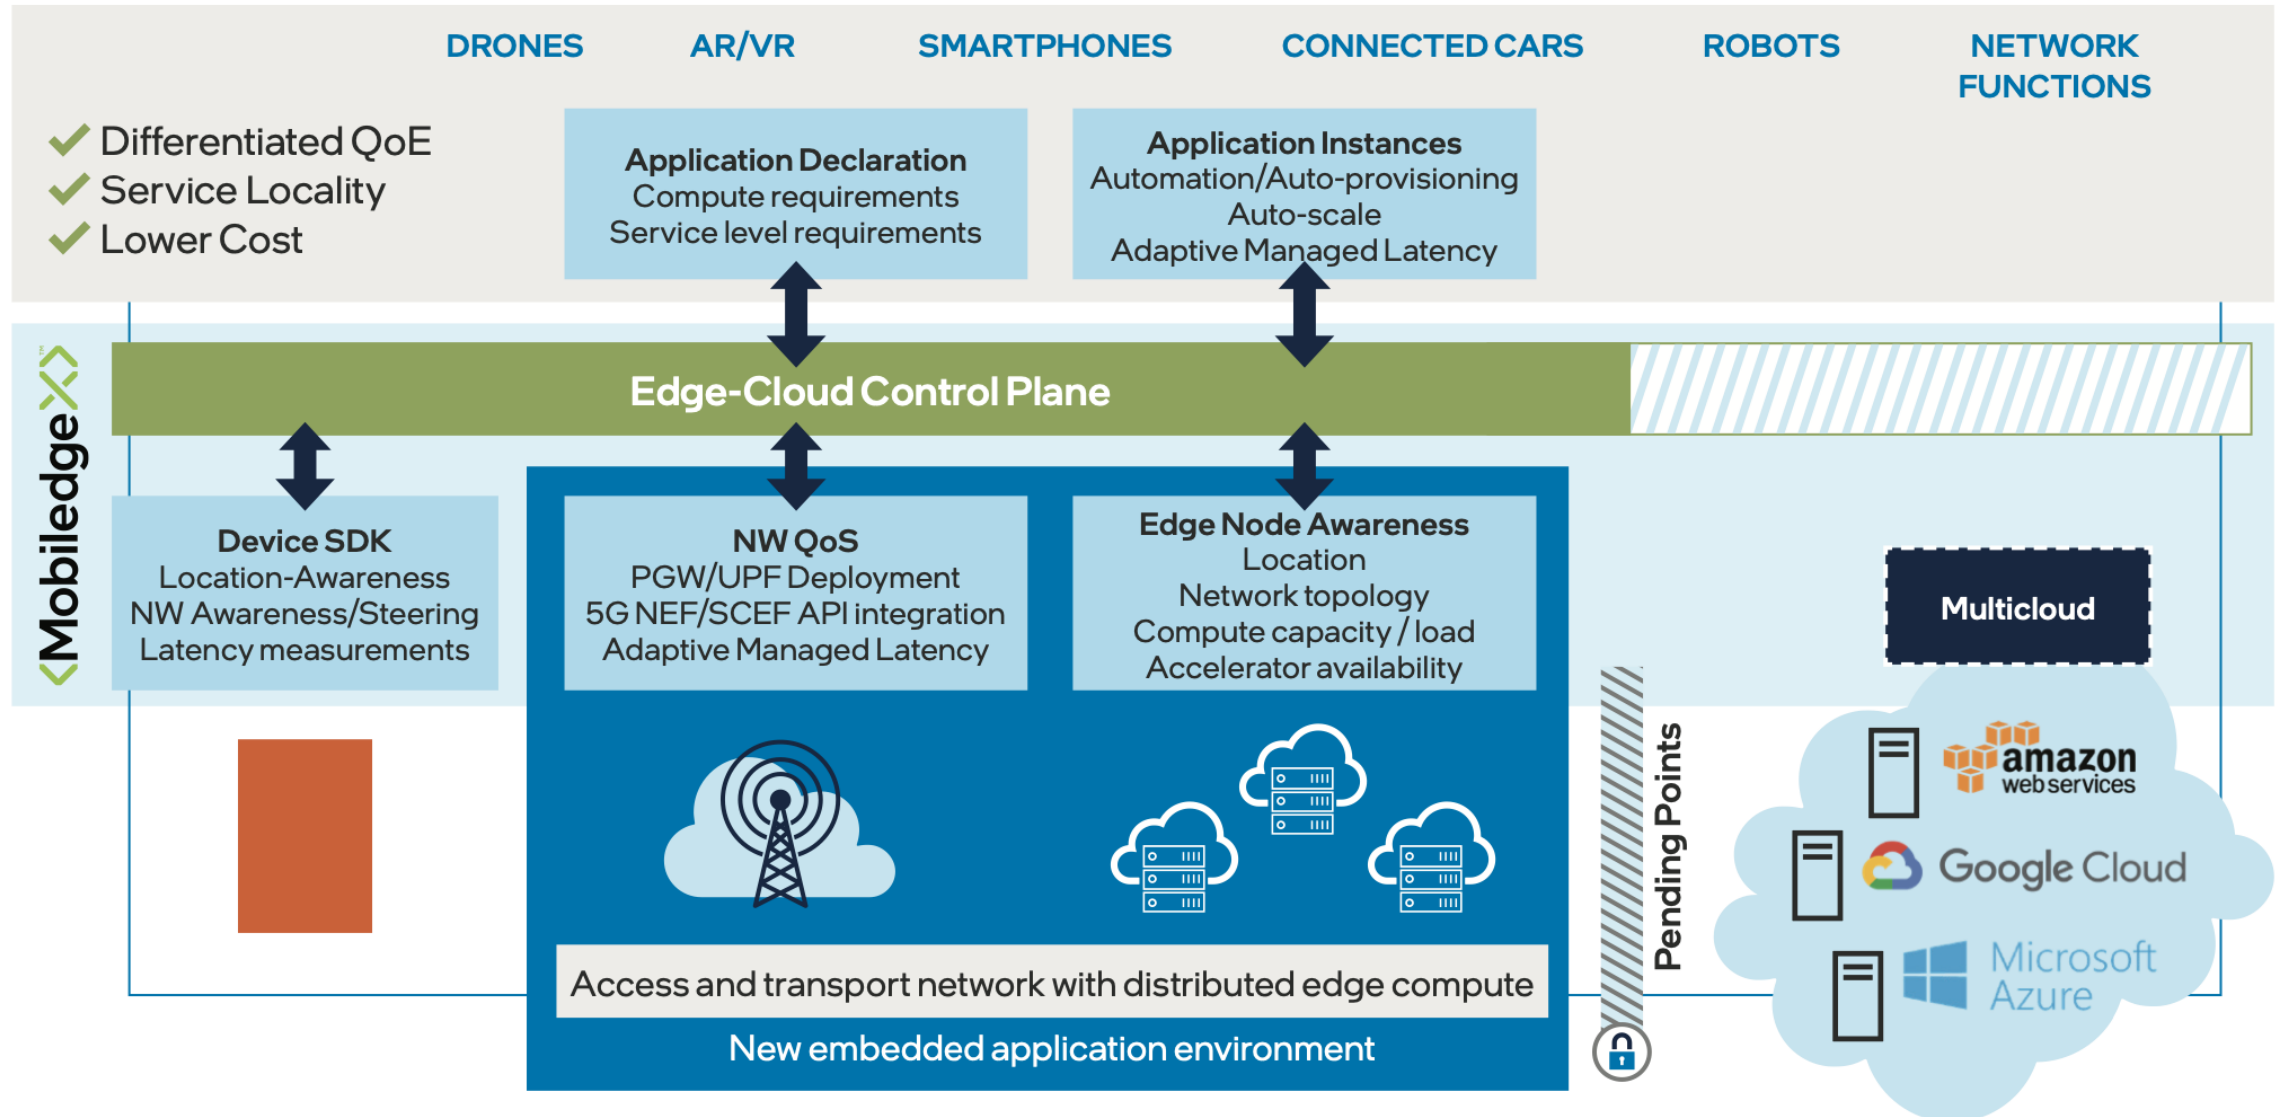 DRONES
AR/VR
SMARTPHONES
CONNECTED CARS
ROBOTS
NETWORK
FUNCTIONS
Differentiated QoE
Service Locality
Lower Cost
Application Declaration
Compute requirements
Service level requirements
Application Instances
Automation/Auto-provisioning
Auto-scale
Adaptive Managed Latency
MobiledgeX™
Edge-Cloud Control Plane
Device SDK
Location-Awareness
NW Awareness/Steering
Latency measurements
NW QoS
PGW/UPF Deployment
5G NEF/SCEF API integration
Adaptive Managed Latency
Edge Node Awareness
Location
Network topology
Compute capacity / load
Accelerator availability
Multicloud
Pending Points
amazon
web services
Google Cloud
Microsoft
Azure
Access and transport network with distributed edge compute
New embedded application environment